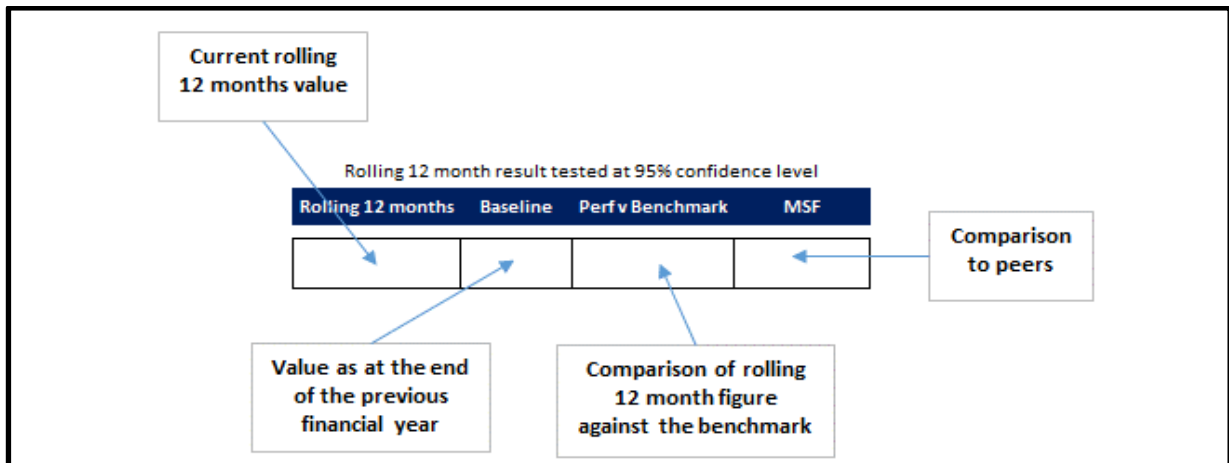 Current rolling
12 months value
Rolling 12 month result tested at 95% confidence level
Rolling 12 months Baseline Perf v Benchmark MSF
Comparison
to peers
Value as at the end
of the previous
financial year
Comparison of rolling
12 month figure
against the benchmark